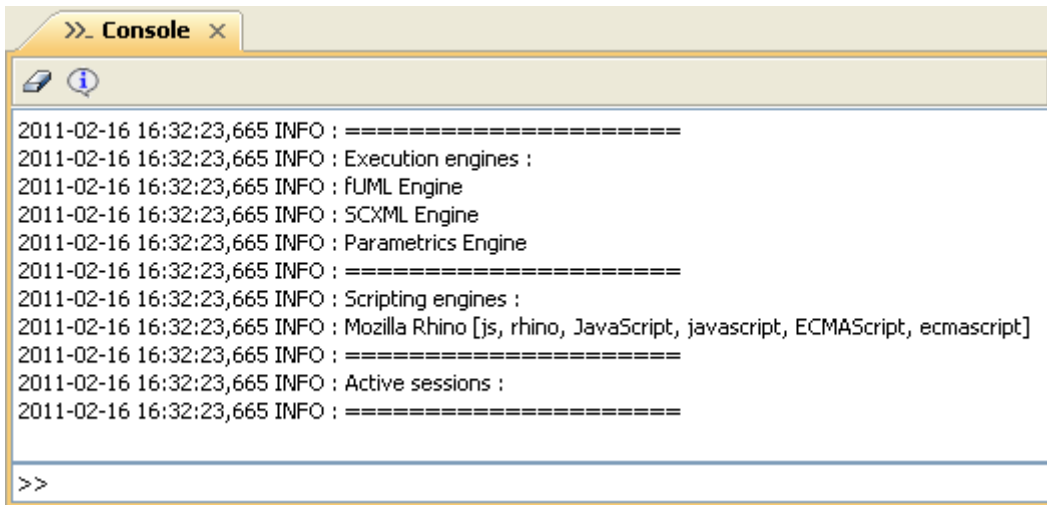 >>_ Console ×
2011-02-16 16:32:23,665 INFO : =====================
2011-02-16 16:32:23,665 INFO : Execution engines :
2011-02-16 16:32:23,665 INFO : fUML Engine
2011-02-16 16:32:23,665 INFO : SCXML Engine
2011-02-16 16:32:23,665 INFO : Parametrics Engine
2011-02-16 16:32:23,665 INFO : =====================
2011-02-16 16:32:23,665 INFO : Scripting engines :
2011-02-16 16:32:23,665 INFO : Mozilla Rhino [js, rhino, JavaScript, javascript, ECMAScript, ecmascript]
2011-02-16 16:32:23,665 INFO : =====================
2011-02-16 16:32:23,665 INFO : Active sessions :
2011-02-16 16:32:23,665 INFO : =====================
>>